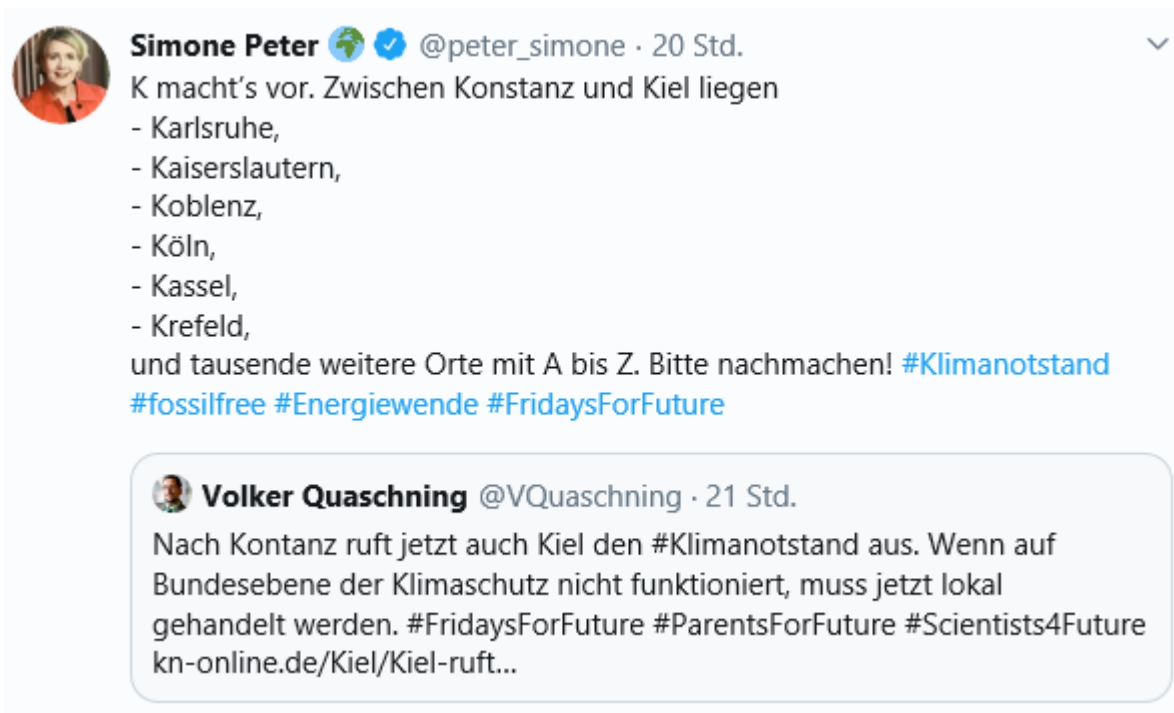 Simone Peter @peter_simone · 20 Std.
K macht’s vor. Zwischen Konstanz und Kiel liegen
- Karlsruhe,
- Kaiserslautern,
- Koblenz,
- Köln,
- Kassel,
- Krefeld,
und tausende weitere Orte mit A bis Z. Bitte nachmachen! #Klimanotstand
#fossilfree #Energiewende #FridaysForFuture
Volker Quaschning @VQuaschning · 21 Std.
Nach Kontanz ruft jetzt auch Kiel den #Klimanotstand aus. Wenn auf
Bundesebene der Klimaschutz nicht funktioniert, muss jetzt lokal
gehandelt werden. #FridaysForFuture #ParentsForFuture #Scientists4Future
kn-online.de/Kiel/Kiel-ruft...